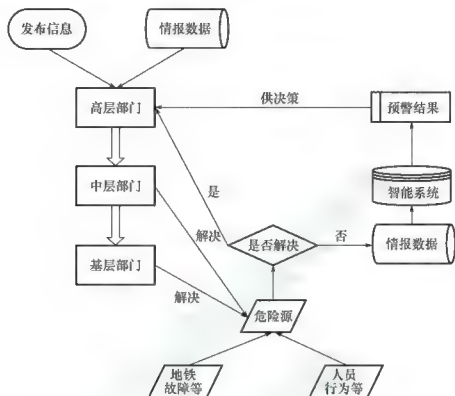 发布信息
情报数据
供决策
高层部门
预警结果
是
中层部门
智能系统
解决
是否解决
否
情报数据
基层部门
解决
危险源
地铁
故障等
人员
行为等